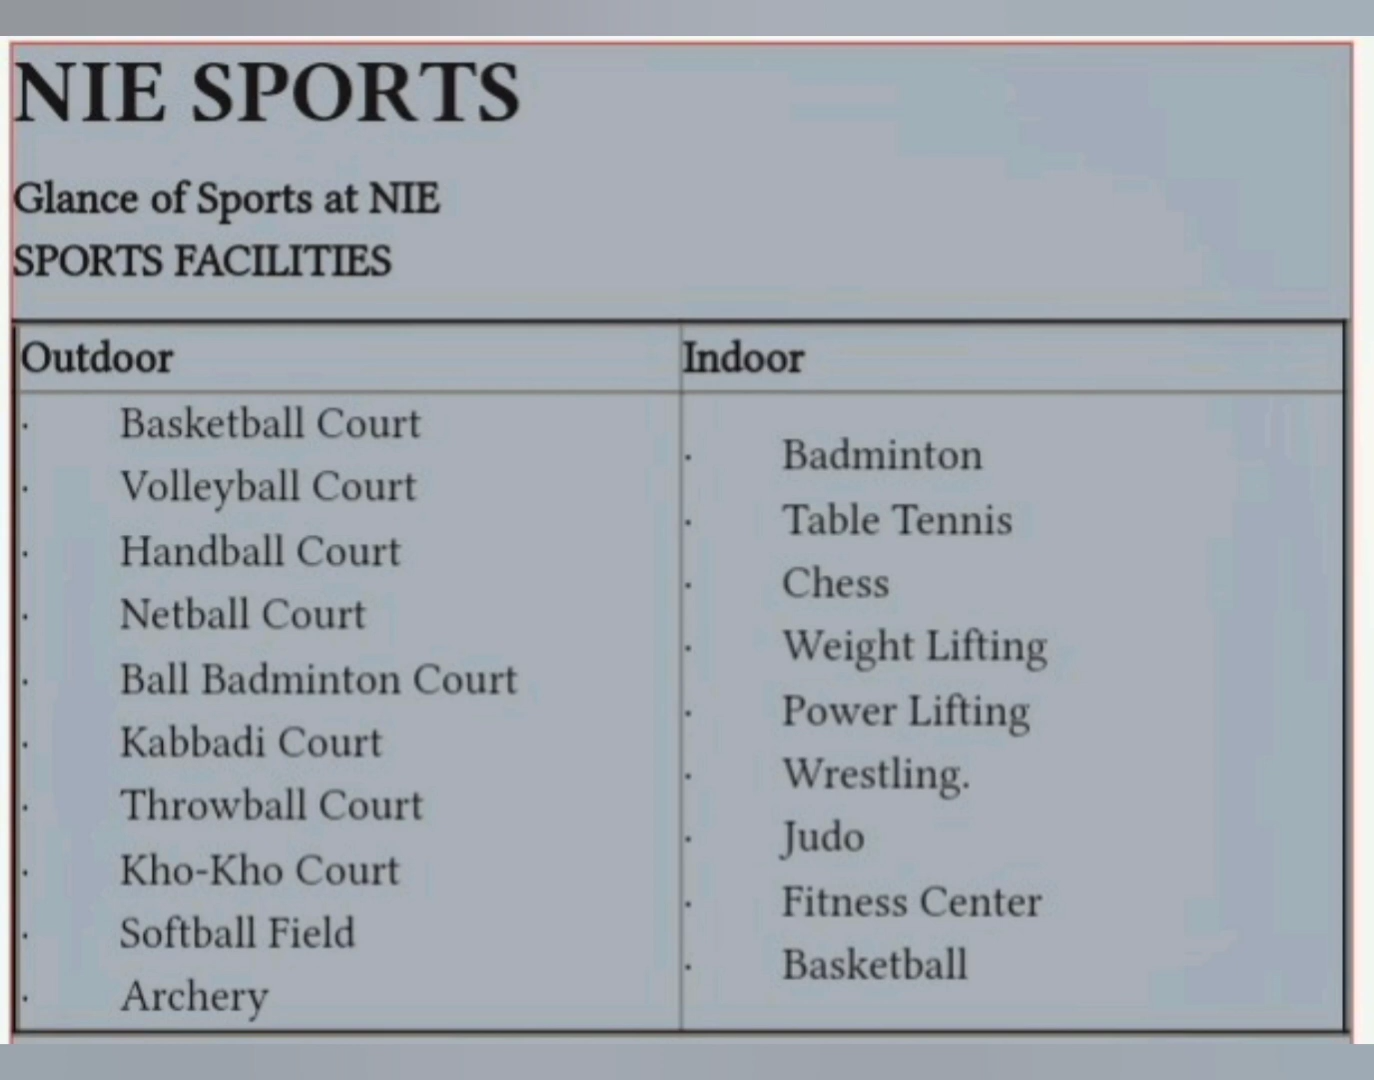 NIE SPORTS
Glance of Sports at NIE
SPORTS FACILITIES
Outdoor
· Basketball Court
· Volleyball Court
· Handball Court
· Netball Court
· Ball Badminton Court
· Kabbadi Court
· Throwball Court
· Kho-Kho Court
· Softball Field
· Archery
Indoor
· Badminton
· Table Tennis
· Chess
· Weight Lifting
· Power Lifting
· Wrestling.
· Judo
· Fitness Center
· Basketball